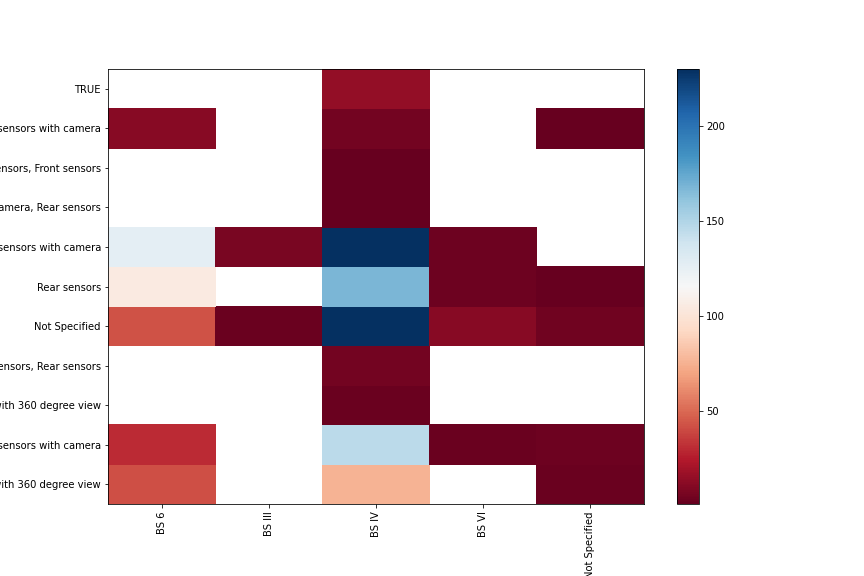 TRUE
sensors with camera
ensors, Front sensors
amera, Rear sensors
sensors with camera
Rear sensors
Not Specified
ensors, Rear sensors
with 360 degree view
sensors with camera
with 360 degree view
BS 6
BS III
BS IV
BS VI
Not Specified
200
150
100
50